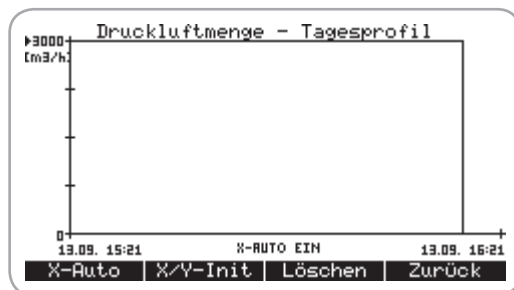 Druckluftmenge - Tagesprofil
▶3000
[m3/h]
0
13.09. 15:21 X-AUTO EIN 13.09. 16:21
X-Auto X/Y-Init Löschen Zurück